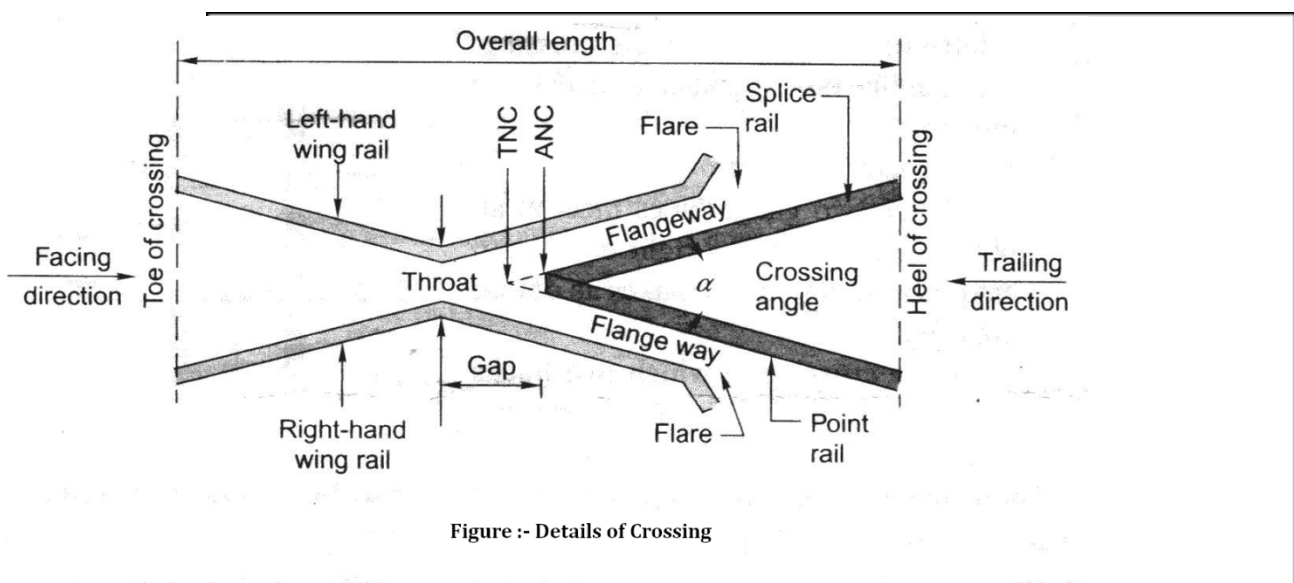 Overall length
Splice
rail
Left-hand
wing rail
TNC
ANC
Flare
Toe of crossing
Heel of crossing
Flangeway
Facing
direction
Throat
α
Crossing
angle
Trailing
direction
Flange way
Gap
Right-hand
wing rail
Flare
Point
rail
Figure :- Details of Crossing